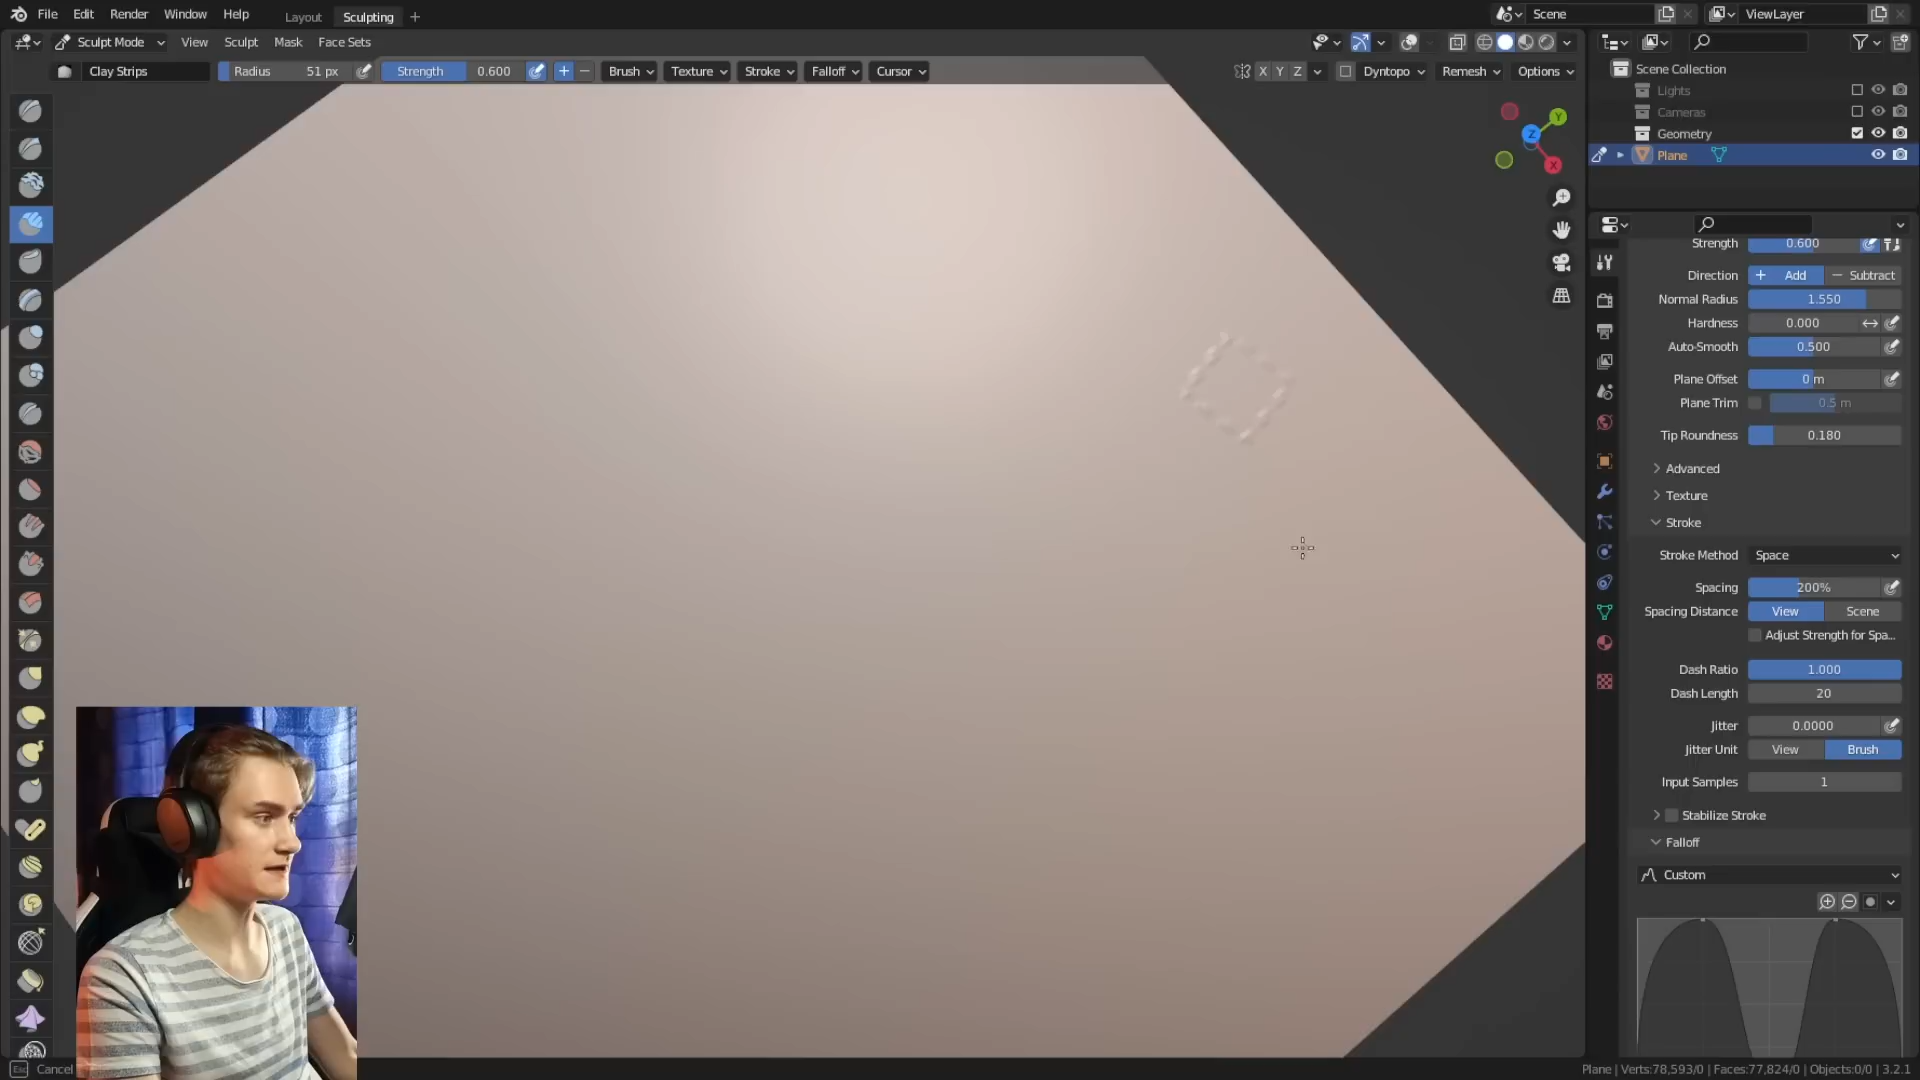 File Edit Render Window Help Layout Sculpting + Scene ViewLayer
Sculpt Mode View Sculpt Mask Face Sets
Clay Strips Radius 51 px Strength 0.600 + − Brush Texture Stroke Falloff Cursor X Y Z Dyntopo Remesh Options
Scene Collection
Lights
Cameras
Geometry
Plane
Y
Z
X
Strength 0.600
Direction + Add − Subtract
Normal Radius 1.550
Hardness 0.000
Auto-Smooth 0.500
Plane Offset 0 m
Plane Trim 0.5 m
Tip Roundness 0.180
Advanced
Texture
Stroke
Stroke Method Space
Spacing 200%
Spacing Distance View Scene
Adjust Strength for Spa...
Dash Ratio 1.000
Dash Length 20
Jitter 0.0000
Jitter Unit View Brush
Input Samples 1
Stabilize Stroke
Falloff
Custom
Esc Cancel
Plane | Verts:78,593/0 | Faces:77,824/0 | Objects:0/0 | 3.2.1